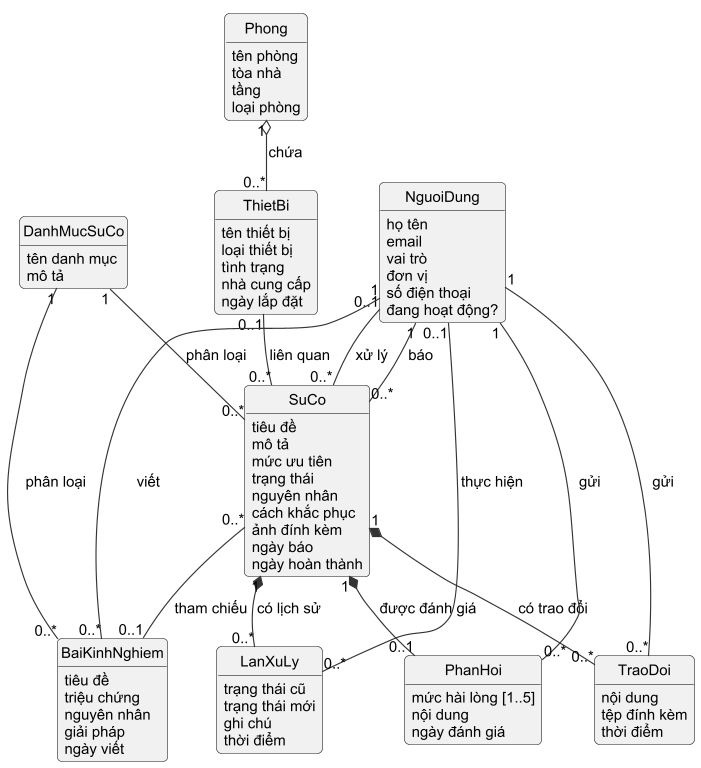 Phong
tên phòng
tòa nhà
tầng
loại phòng
1
chứa
0..*
ThietBi
tên thiết bị
loại thiết bị
tình trạng
nhà cung cấp
ngày lắp đặt
NguoiDung
họ tên
email
vai trò
đơn vị
số điện thoại
đang hoạt động?
DanhMucSuCo
tên danh mục
mô tả
1
1
1
0..1
1
0..1
1
0..1
1
phân loại
liên quan
xử lý
báo
0..*
0..*
0..*
0..*
SuCo
tiêu đề
mô tả
mức ưu tiên
trạng thái
nguyên nhân
cách khắc phục
ảnh đính kèm
ngày báo
ngày hoàn thành
phân loại
viết
thực hiện
gửi
gửi
0..*
1
1
1
tham chiếu
có lịch sử
được đánh giá
có trao đổi
0..*
0..*
0..1
0..*
0..*
0..1
0..*
0..*
0..*
BaiKinhNghiem
tiêu đề
triệu chứng
nguyên nhân
giải pháp
ngày viết
LanXuLy
trạng thái cũ
trạng thái mới
ghi chú
thời điểm
PhanHoi
mức hài lòng [1..5]
nội dung
ngày đánh giá
TraoDoi
nội dung
tệp đính kèm
thời điểm